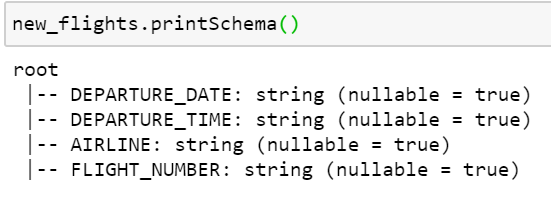 new_flights.printSchema()
root
 |-- DEPARTURE_DATE: string (nullable = true)
 |-- DEPARTURE_TIME: string (nullable = true)
 |-- AIRLINE: string (nullable = true)
 |-- FLIGHT_NUMBER: string (nullable = true)